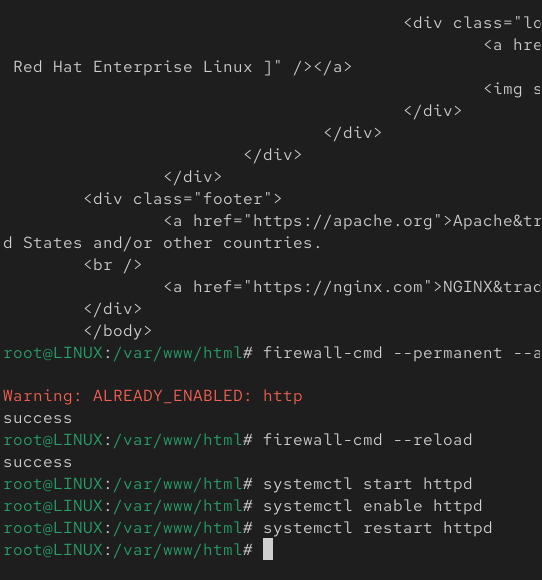 <div class="lo
<a hre
Red Hat Enterprise Linux ]" /></a>
<img s
</div>
</div>
</div>
</div>
<div class="footer">
<a href="https://apache.org">Apache&tr
d States and/or other countries.
<br />
<a href="https://nginx.com">NGINX&trad
</div>
</body>
root@LINUX:/var/www/html# firewall-cmd --permanent --a
Warning: ALREADY_ENABLED: http
success
root@LINUX:/var/www/html# firewall-cmd --reload
success
root@LINUX:/var/www/html# systemctl start httpd
root@LINUX:/var/www/html# systemctl enable httpd
root@LINUX:/var/www/html# systemctl restart httpd
root@LINUX:/var/www/html#